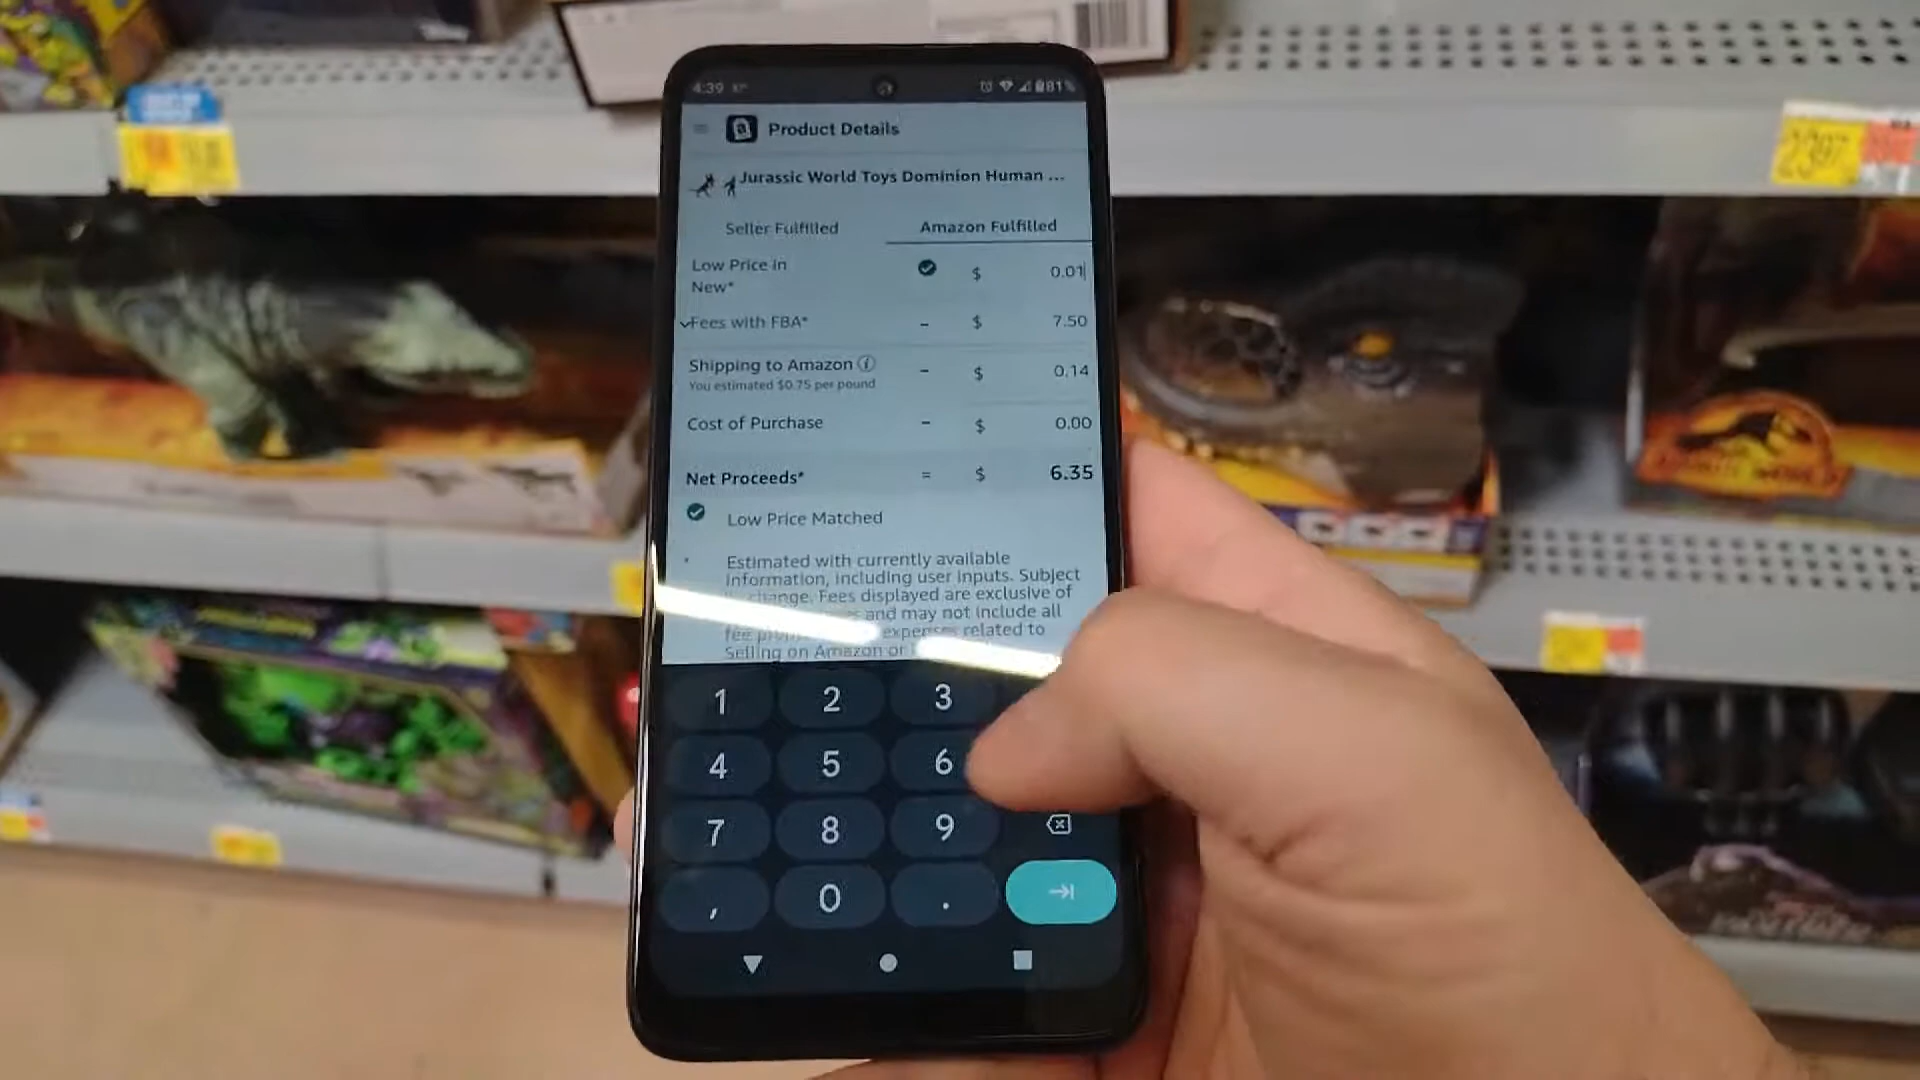 4:39
81%
Product Details
Jurassic World Toys Dominion Human ...
Seller Fulfilled
Amazon Fulfilled
Low Price in New*
$ 0.01
Fees with FBA*
- $ 7.50
Shipping to Amazon
You estimated $0.75 per pound
- $ 0.14
Cost of Purchase
- $ 0.00
Net Proceeds*
= $ 6.35
Low Price Matched
* Estimated with currently available
information, including user inputs. Subject
change. Fees displayed are exclusive of
and may not include all
expenses related to
Selling on Amazon or
1 2 3
4 5 6
7 8 9
, 0 .